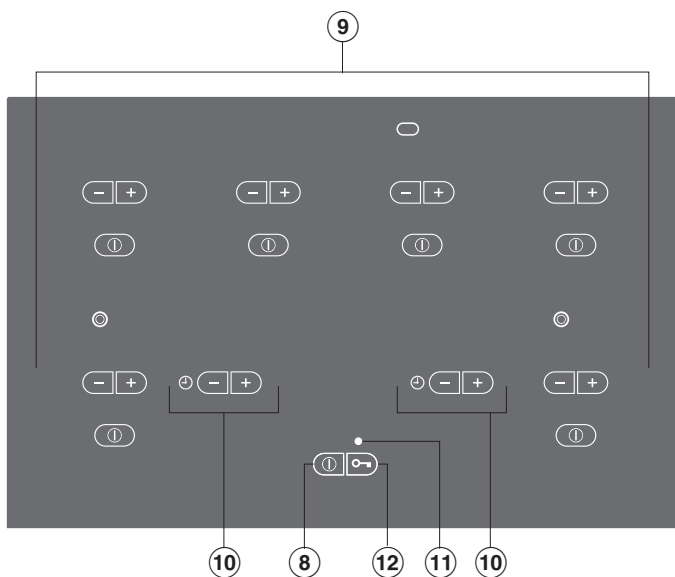 9
− +   − +   − +   − +
− +   − +   − +   − +
10 8 12 11 10